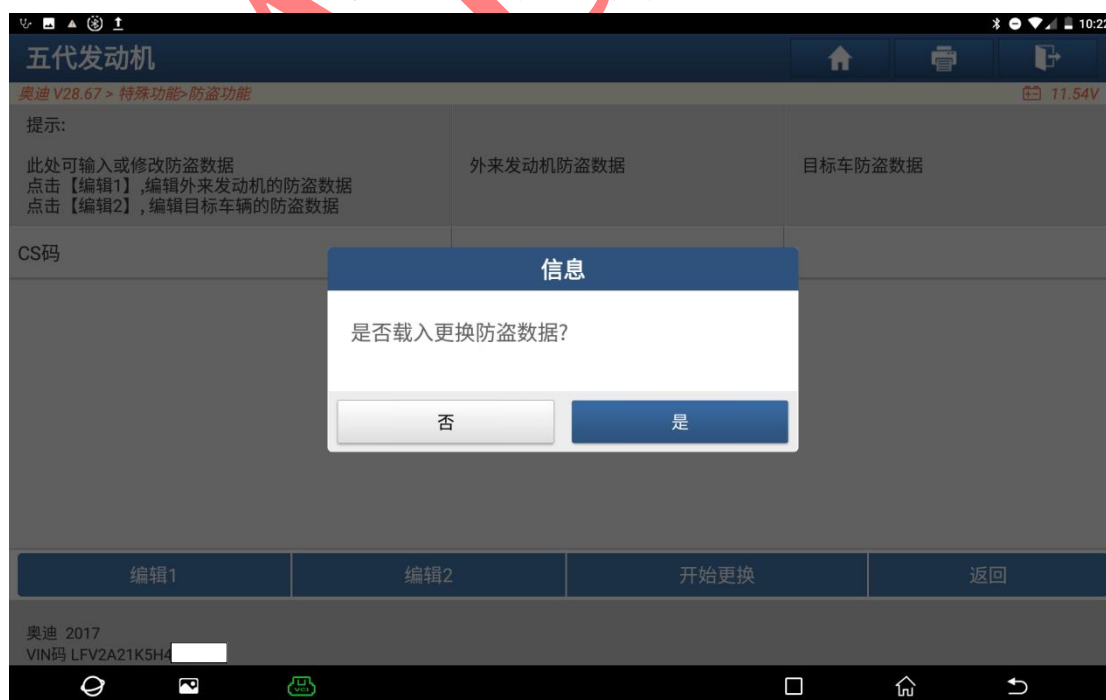 10:22
五代发动机
奥迪 V28.67 > 特殊功能>防盗功能
11.54V
提示:
此处可输入或修改防盗数据
点击【编辑1】,编辑外来发动机的防盗数据
点击【编辑2】,编辑目标车辆的防盗数据
外来发动机防盗数据
目标车防盗数据
CS码
信息
是否载入更换防盗数据?
否
是
编辑1
编辑2
开始更换
返回
奥迪 2017
VIN码 LFV2A21K5H4
VCI